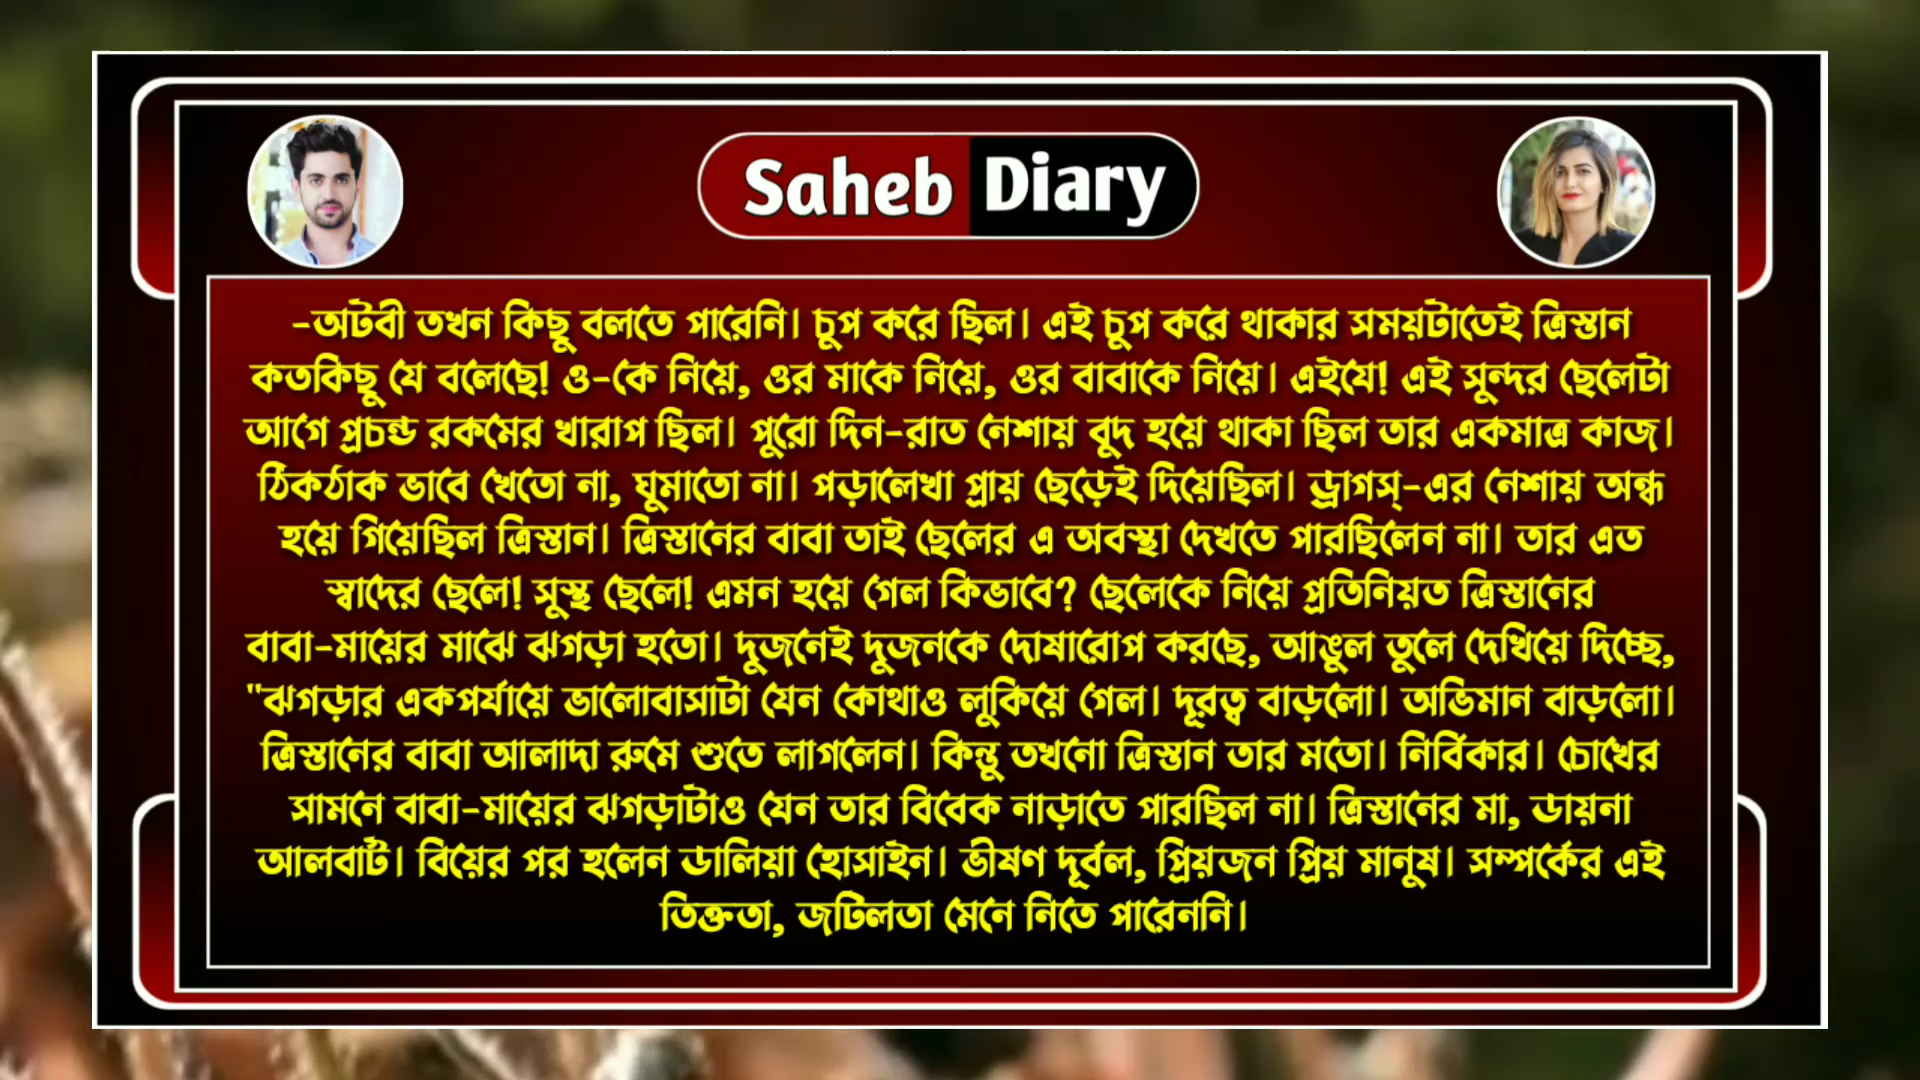 Saheb Diary
-অটবী তখন কিছু বলতে পারেনি। চুপ করে ছিল। এই চুপ করে থাকার সময়টাতেই ত্রিস্তান
কতকিছু যে বলেছে! ও-কে নিয়ে, ওর মাকে নিয়ে, ওর বাবাকে নিয়ে। এইযে! এই সুন্দর ছেলেটা
আগে প্রচন্ড রকমের খারাপ ছিল। পুরো দিন-রাত নেশায় বুদ হয়ে থাকা ছিল তার একমাত্র কাজ।
ঠিকঠাক ভাবে খেতো না, ঘুমাতো না। পড়ালেখা প্রায় ছেড়েই দিয়েছিল। ড্রাগস্-এর নেশায় অন্ধ
হয়ে গিয়েছিল ত্রিস্তান। ত্রিস্তানের বাবা তাই ছেলের এ অবস্থা দেখতে পারছিলেন না। তার এত
স্বাদের ছেলে! সুস্থ ছেলে! এমন হয়ে গেল কিভাবে? ছেলেকে নিয়ে প্রতিনিয়ত ত্রিস্তানের
বাবা-মায়ের মাঝে ঝগড়া হতো। দুজনেই দুজনকে দোষারোপ করছে, আঙুল তুলে দেখিয়ে দিচ্ছে,
"ঝগড়ার একপর্যায়ে ভালোবাসাটা যেন কোথাও লুকিয়ে গেল। দূরত্ব বাড়লো। অভিমান বাড়লো।
ত্রিস্তানের বাবা আলাদা রুমে শুতে লাগলেন। কিন্তু তখনো ত্রিস্তান তার মতো। নির্বিকার। চোখের
সামনে বাবা-মায়ের ঝগড়াটাও যেন তার বিবেক নাড়াতে পারছিল না। ত্রিস্তানের মা, ডায়না
আলবার্ট। বিয়ের পর হলেন ডালিয়া হোসাইন। ভীষণ দূর্বল, প্রিয়জন প্রিয় মানুষ। সম্পর্কের এই
তিক্ততা, জটিলতা মেনে নিতে পারেননি।